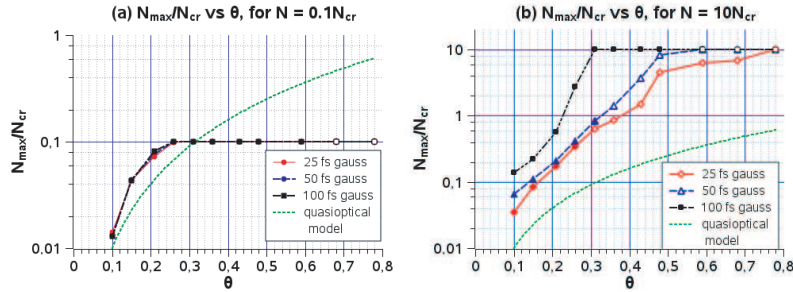 (a) Nmax/Ncr vs θ, for N = 0.1Ncr
Nmax/Ncr
1
0.1
0.01
25 fs gauss
50 fs gauss
100 fs gauss
quasioptical
model
0 0,1 0,2 0,3 0,4 0,5 0,6 0,7 0,8
θ
(b) Nmax/Ncr vs θ, for N = 10Ncr
Nmax/Ncr
10
1
0.1
0.01
25 fs gauss
50 fs gauss
100 fs gauss
quasioptical
model
0 0,1 0,2 0,3 0,4 0,5 0,6 0,7 0,8
θ